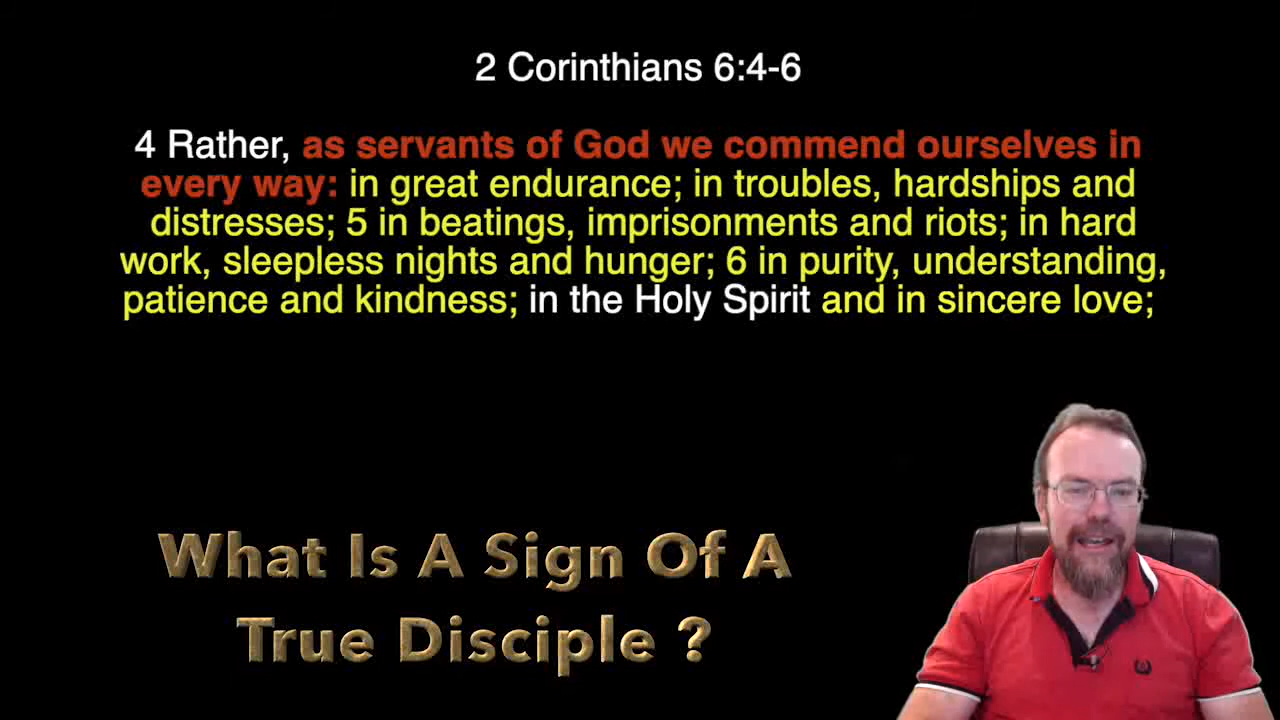 2 Corinthians 6:4-6
4 Rather, as servants of God we commend ourselves in
every way: in great endurance; in troubles, hardships and
distresses; 5 in beatings, imprisonments and riots; in hard
work, sleepless nights and hunger; 6 in purity, understanding,
patience and kindness; in the Holy Spirit and in sincere love;
What Is A Sign Of A
True Disciple ?